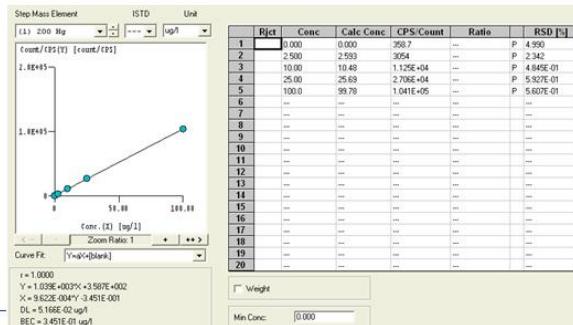 Step Mass Element ISTD Unit
(1) 200 Hg --- ug/l
Count/CPS(Y) [count/CPS]
2.0E+05
1.0E+05
0
0 50.00 100.00
Conc.(X) [ug/l]
Zoom Ratio: 1 + ++ >
Curve Fit: Y=aX+[blank]
r = 1.0000
Y = 1.039E+003*X +3.587E+002
X = 9.622E-004*Y -3.451E-001
DL = 5.166E-02 ug/l
BEC = 3.451E-01 ug/l
Rjct Conc Calc Conc CPS/Count Ratio RSD [%]
1 0.000 0.000 358.7 --- P 4.990
2 2.500 2.593 3054 --- P 2.342
3 10.00 10.48 1.125E+04 --- P 4.845E-01
4 25.00 25.69 2.706E+04 --- P 5.927E-01
5 100.0 99.78 1.041E+05 --- P 5.607E-01
6 --- --- --- --- ---
7 --- --- --- --- ---
8 --- --- --- --- ---
9 --- --- --- --- ---
10 --- --- --- --- ---
11 --- --- --- --- ---
12 --- --- --- --- ---
13 --- --- --- --- ---
14 --- --- --- --- ---
15 --- --- --- --- ---
16 --- --- --- --- ---
17 --- --- --- --- ---
18 --- --- --- --- ---
19 --- --- --- --- ---
20 --- --- --- --- ---
Weight
Min Conc: 0.000